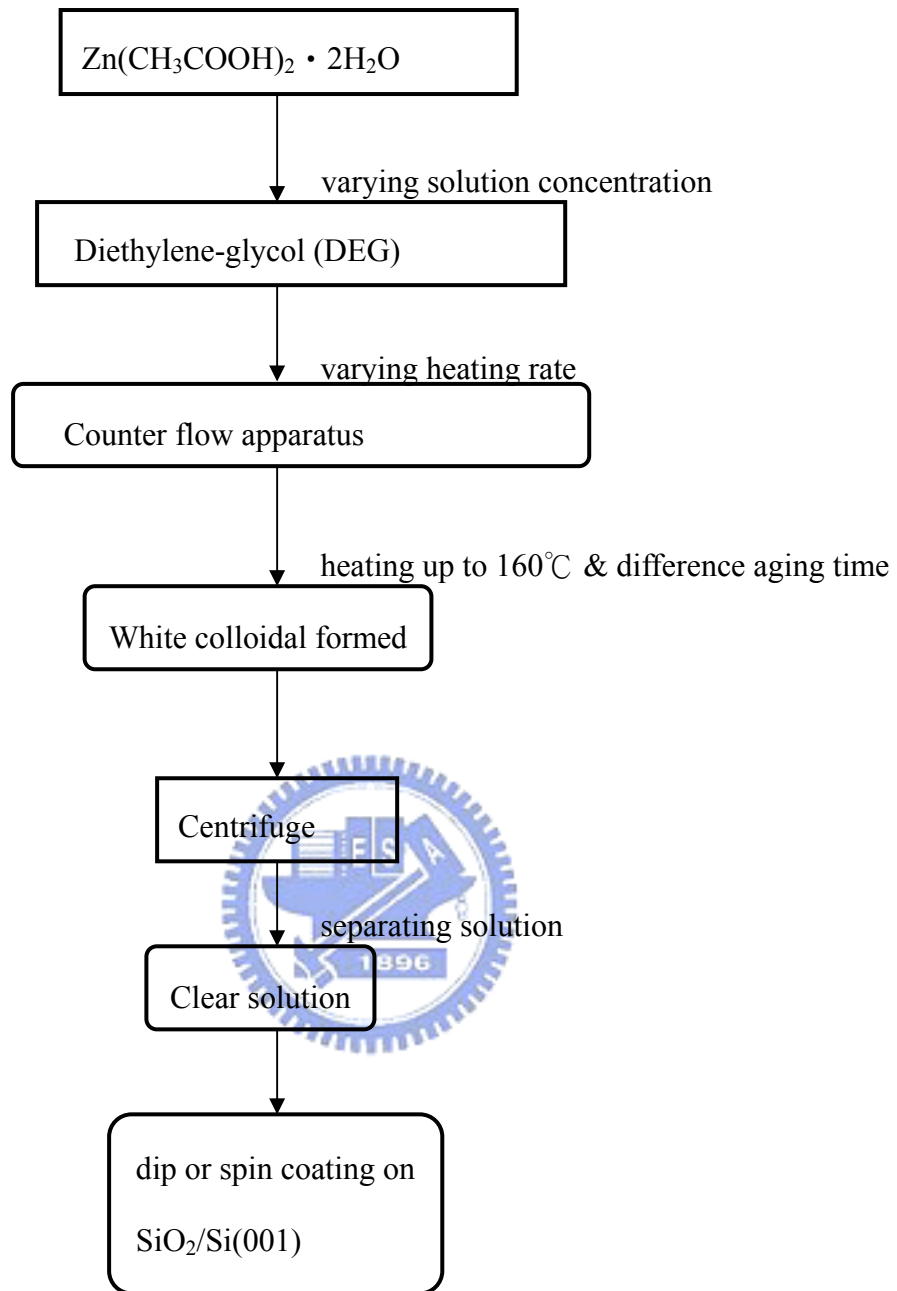 Zn(CH₃COOH)₂・2H₂O
varying solution concentration
Diethylene-glycol (DEG)
varying heating rate
Counter flow apparatus
heating up to 160℃ & difference aging time
White colloidal formed
Centrifuge
E S A
separating solution
1896
Clear solution
dip or spin coating on
SiO₂/Si(001)